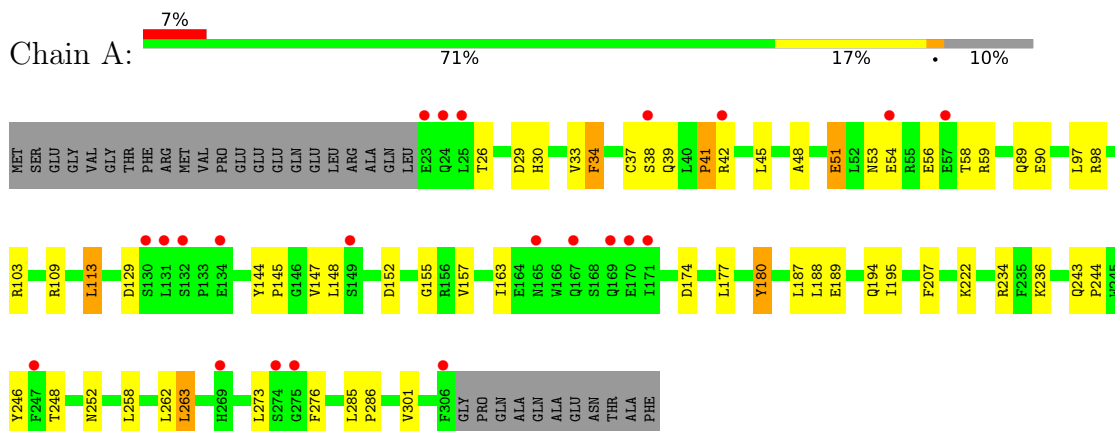 7%
Chain A:
71% 17% • 10%
MET SER GLU GLY VAL GLY THR PHE ARG MET VAL PRO GLU GLU GLU GLN GLU LEU ARG ALA GLN LEU E23 Q24 L25 T26 D29 H30 V33 F34 C37 S38 Q39 L40 P41 R42 L45 A48 E51 L52 N53 E54 R55 E56 E57 T58 R59 Q89 E90 L97 R98
R103 R109 L113 D129 S130 L131 S132 P133 E134 Y144 P145 G146 V147 L148 S149 D152 G155 R156 V157 I163 E164 N165 W166 Q167 S168 Q169 E170 I171 D174 L177 Y180 L187 L188 E189 Q194 I195 F207 K222 R234 F235 K236 Q243 P244 W245
Y246 F247 T248 N252 L258 L262 L263 H269 L273 S274 G275 F276 L285 P286 V301 F306 GLY PRO GLN ALA GLN ALA GLU ASN THR ALA PHE